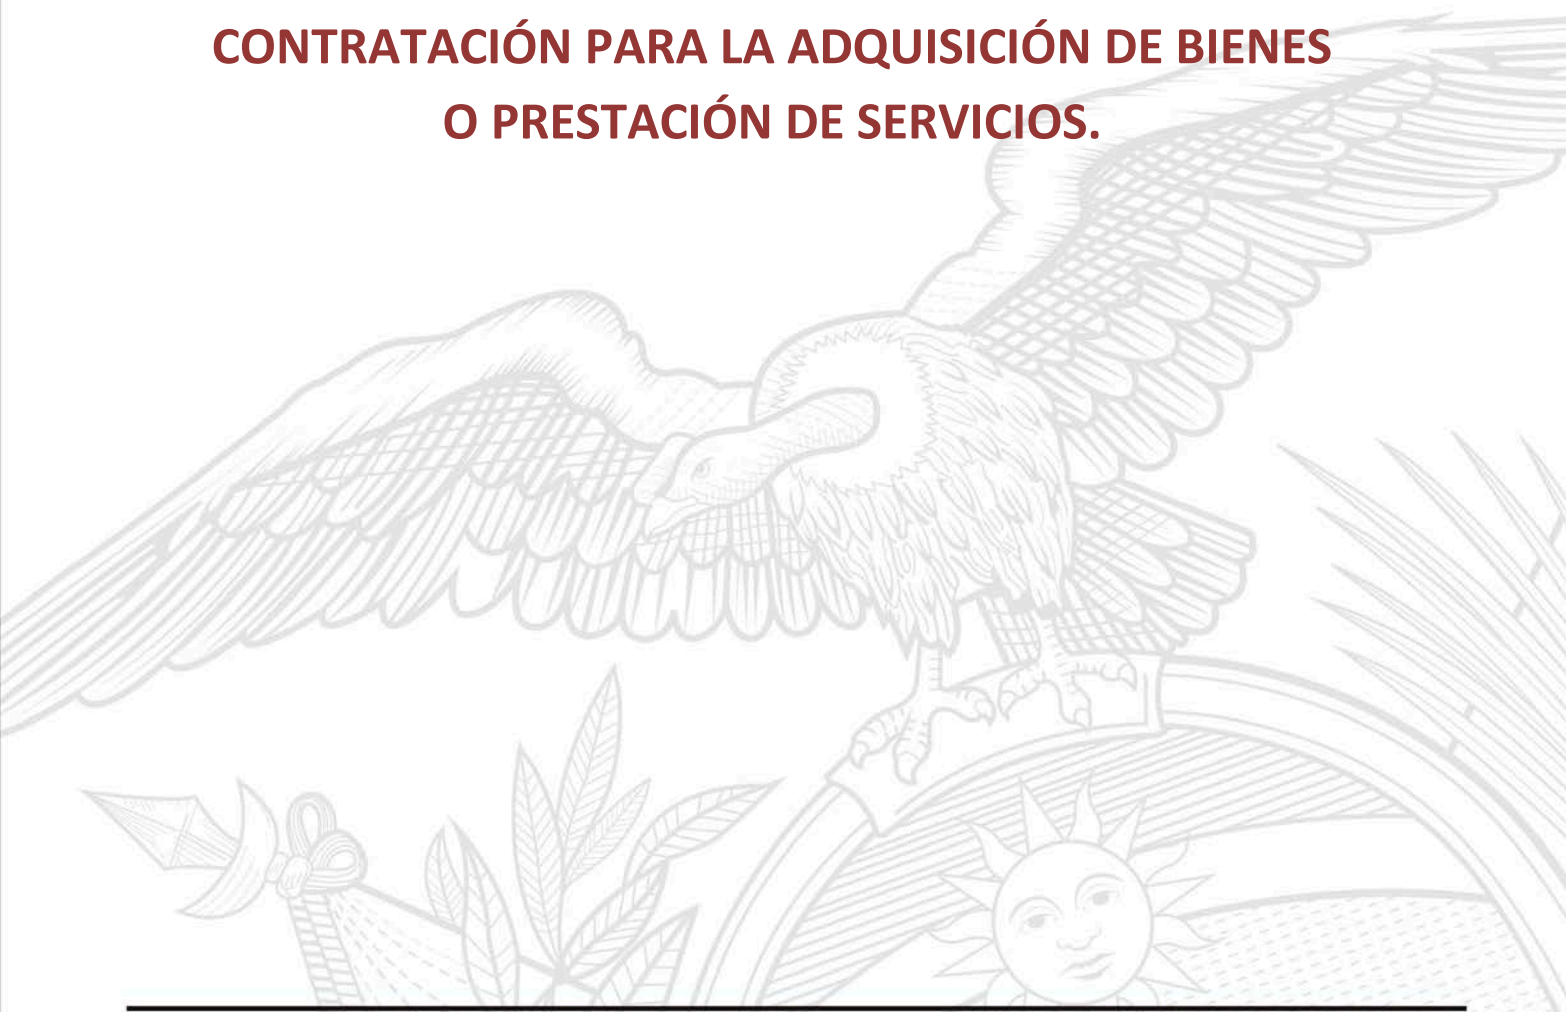 CONTRATACIÓN PARA LA ADQUISICIÓN DE BIENES
O PRESTACIÓN DE SERVICIOS.